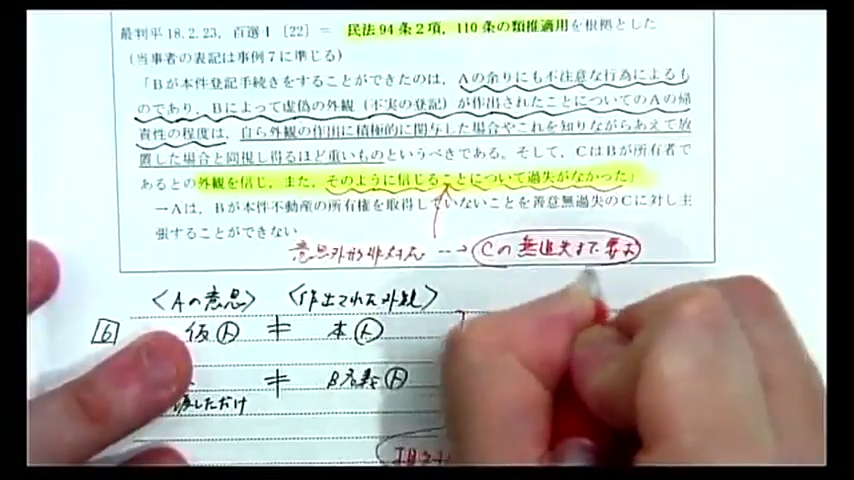 最判平18.2.23，百選Ⅰ〔22〕＝ 民法94条2項，110条の類推適用を根拠とした
（当事者の表記は事例7に準じる）
「Bが本件登記手続きをすることができたのは，Aの余りにも不注意な行為によるも
のであり，Bによって虚偽の外観（不実の登記）が作出されたことについてのAの帰
責性の程度は，自ら外観の作出に積極的に関与した場合やこれを知りながらあえて放
置した場合と同視し得るほど重いものというべきである。そして，CはBが所有者で
あるとの外観を信じ，また，そのように信じることについて過失がなかった」
→Aは，Bが本件不動産の所有権を取得していないことを善意無過失のCに対し主
張することができない
意思外形非対応 --→ Cの無過失まで要求
〈Aの意思〉 〈作出された外観〉
6 仮ト ≠ 本ト
≠ B名義ト
渡しただけ